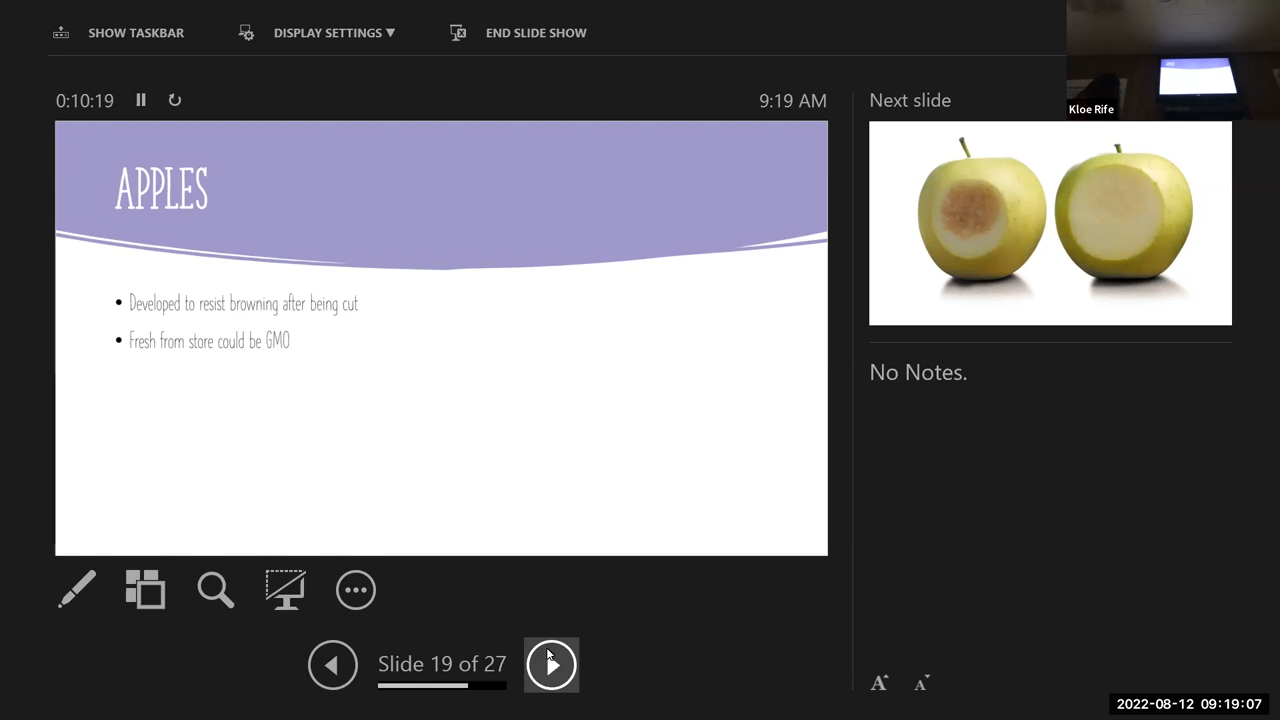 SHOW TASKBAR
DISPLAY SETTINGS ▼
END SLIDE SHOW
Kloe Rife
0:10:19
9:19 AM
Next slide
APPLES
• Developed to resist browning after being cut
• Fresh from store could be GMO
No Notes.
Slide 19 of 27
A A
2022-08-12 09:19:07